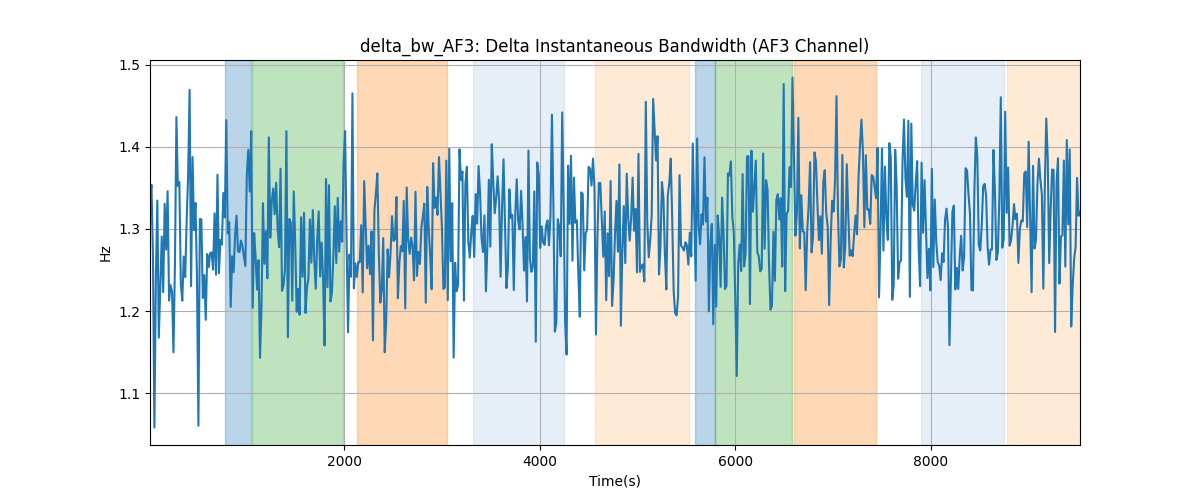 delta_bw_AF3: Delta Instantaneous Bandwidth (AF3 Channel)
Hz
1.5
1.4
1.3
1.2
1.1
2000 4000 6000 8000
Time(s)